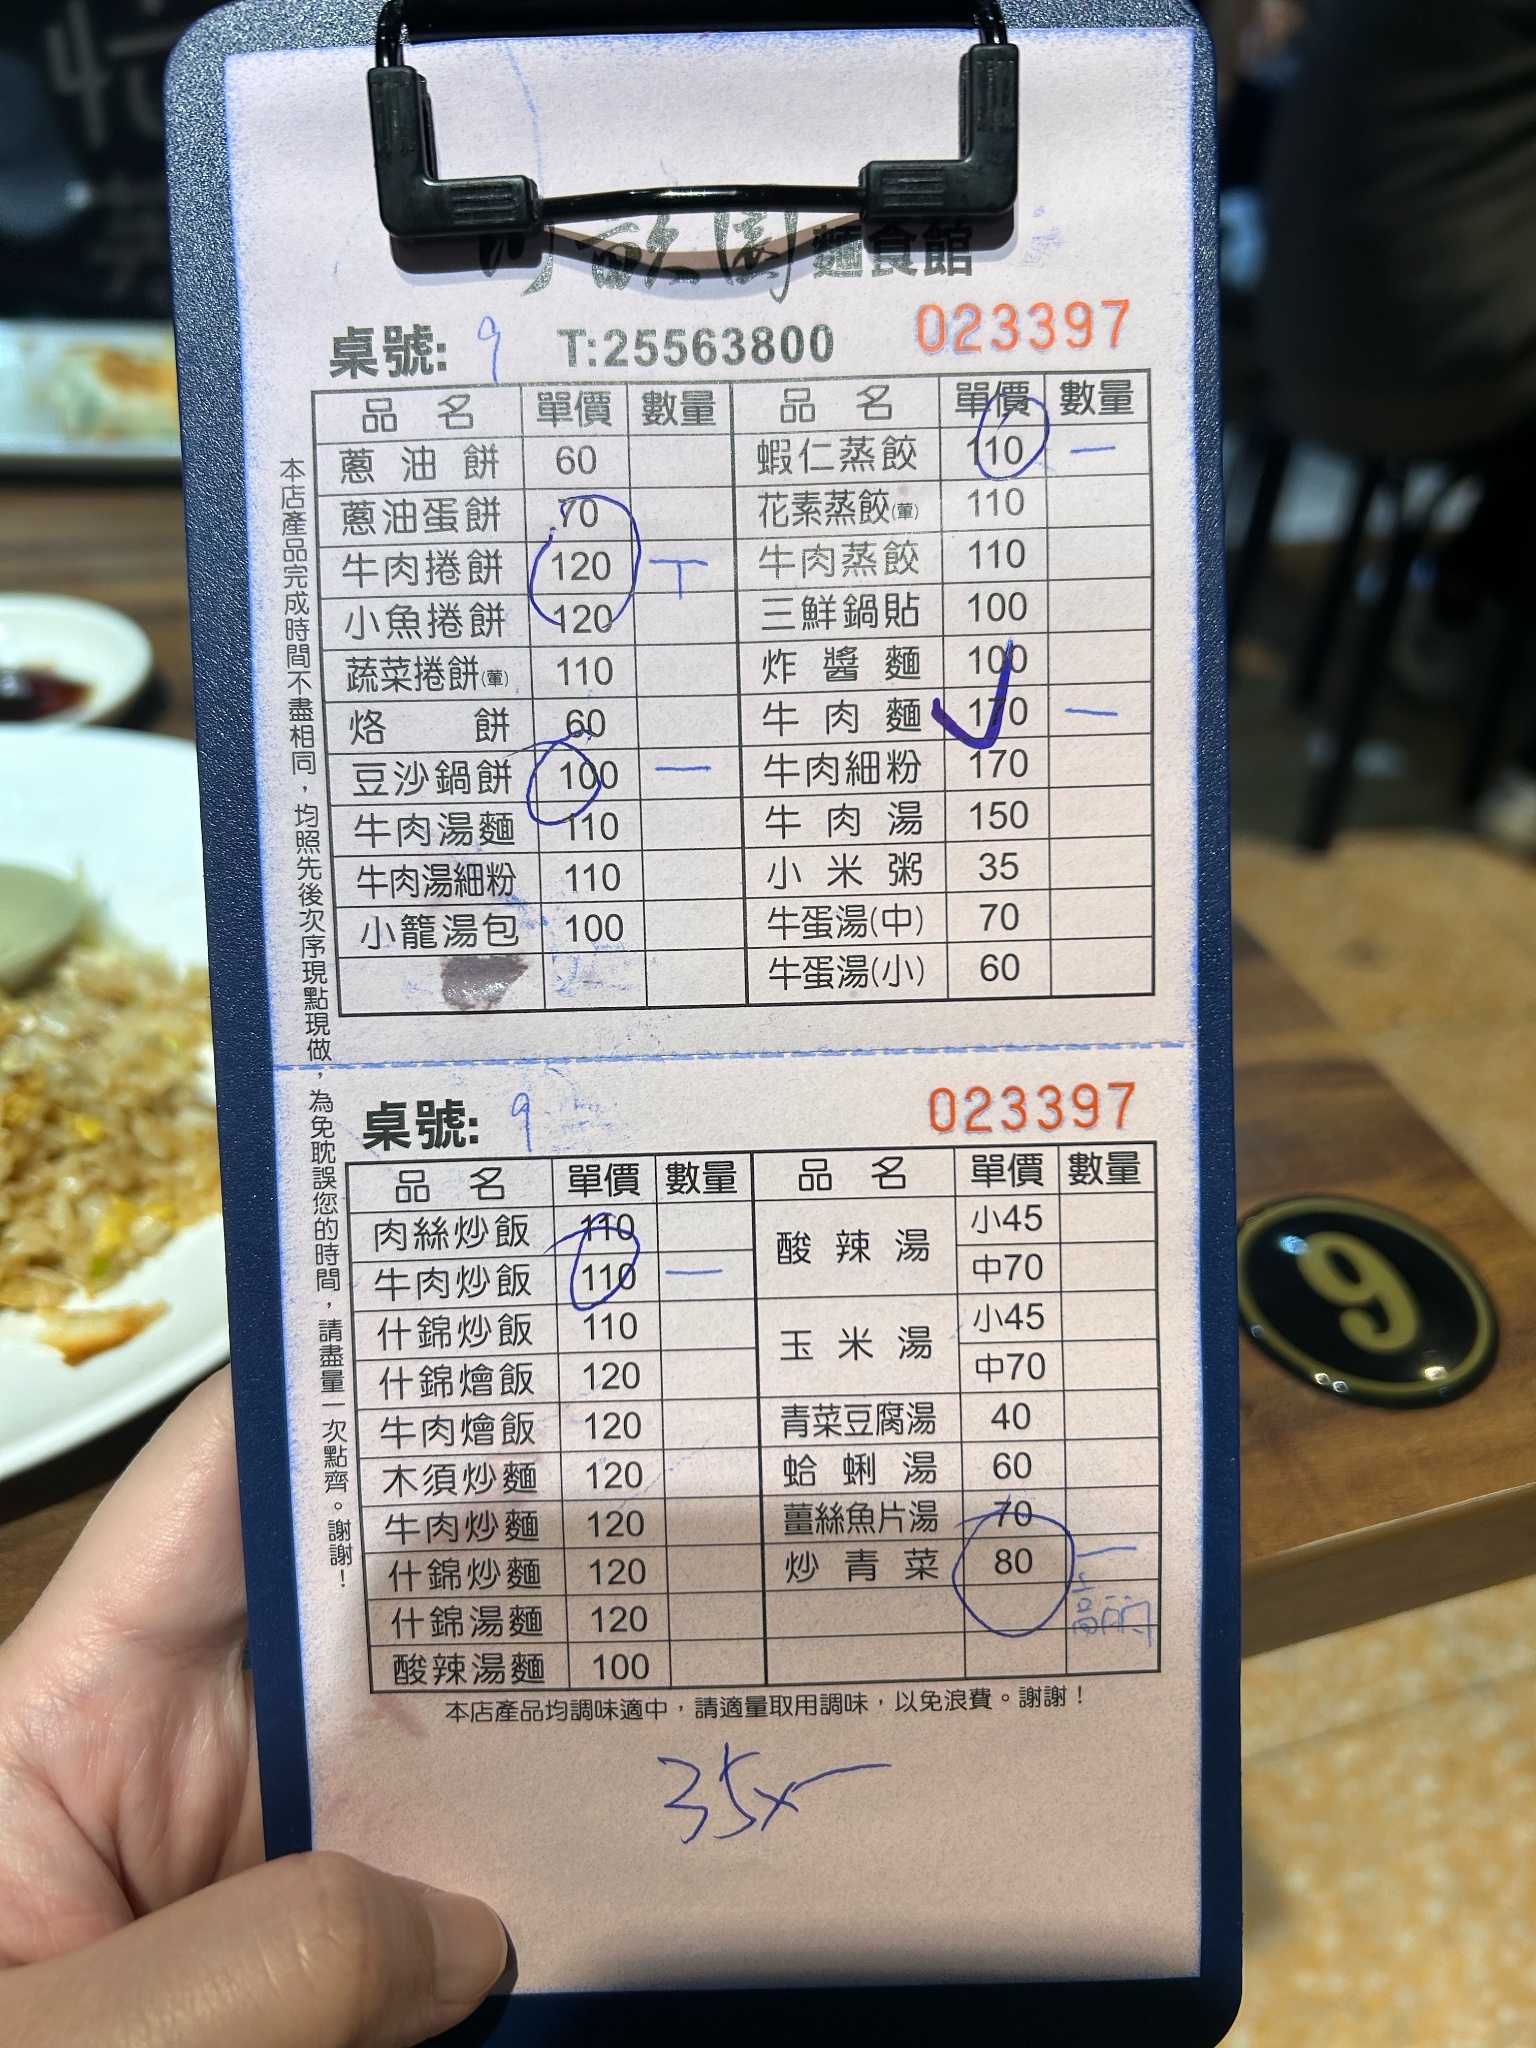 畝園麵食館
桌號: 9 T:25563800 023397
品名 單價 數量 品名 單價 數量
蔥油餅 60 蝦仁蒸餃 110 一
蔥油蛋餅 70 花素蒸餃(葷) 110
牛肉捲餅 120 丅 牛肉蒸餃 110
小魚捲餅 120 三鮮鍋貼 100
蔬菜捲餅(葷) 110 炸醬麵 100
烙餅 60 牛肉麵 170 一
豆沙鍋餅 100 一 牛肉細粉 170
牛肉湯麵 110 牛肉湯 150
牛肉湯細粉 110 小米粥 35
小籠湯包 100 牛蛋湯(中) 70
牛蛋湯(小) 60
桌號: 9 023397
品名 單價 數量 品名 單價 數量
肉絲炒飯 110 酸辣湯 小45
牛肉炒飯 110 一 中70
什錦炒飯 110 玉米湯 小45
什錦燴飯 120 中70
牛肉燴飯 120 青菜豆腐湯 40
木須炒麵 120 蛤蜊湯 60
牛肉炒麵 120 薑絲魚片湯 70
什錦炒麵 120 炒青菜 80 一
什錦湯麵 120
酸辣湯麵 100
本店產品均調味適中，請適量取用調味，以免浪費。謝謝！
35x
本店產品完成時間不盡相同，均照先後次序現點現做，為免耽誤您的時間，請盡量一次點齊。謝謝！
9